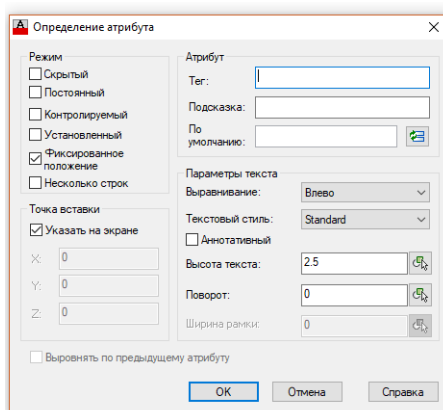 Определение атрибута
Режим
Скрытый
Постоянный
Контролируемый
Установленный
Фиксированное
положение
Несколько строк
Точка вставки
Указать на экране
X: 0
Y: 0
Z: 0
Атрибут
Тег:
Подсказка:
По
умолчанию:
Параметры текста
Выравнивание: Влево
Текстовый стиль: Standard
Аннотативный
Высота текста: 2.5
Поворот: 0
Ширина рамки: 0
Выровнять по предыдущему атрибуту
OK Отмена Справка